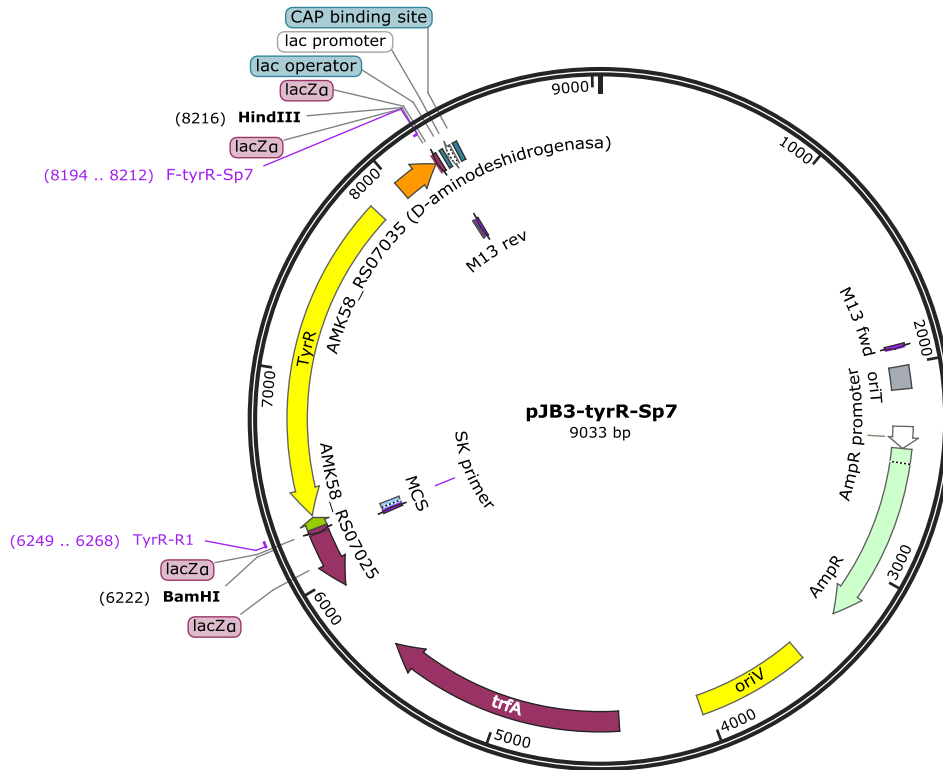 CAP binding site
lac promoter
lac operator
lacZα
(8216) HindIII
lacZα
(8194 .. 8212) F-tyrR-Sp7
9000
1000
8000
AMK58_RS07035 (D-aminodeshidrogenasa)
M13 rev
M13 fwd
2000
oriT
TyrR
7000
pJB3-tyrR-Sp7
9033 bp
AmpR promoter
SK primer
MCS
AMK58_RS07025
(6249 .. 6268) TyrR-R1
lacZα
(6222) BamHI
lacZα
6000
AmpR
3000
oriV
trfA
4000
5000